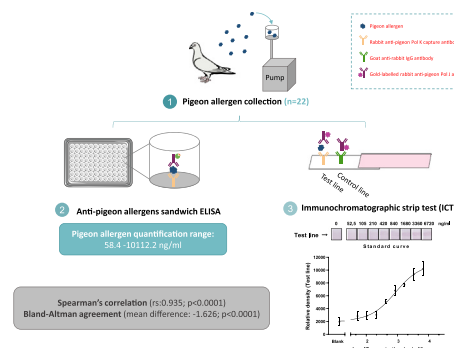 Pigeon allergen
Rabbit anti-pigeon Pol X capture antibo
Goat anti-rabbit IgG antibody
Gold-labelled rabbit anti-pigeon Pol
Pump
1 Pigeon allergen collection (n=22)
Test line
Control line
2 Anti-pigeon allergens sandwich ELISA
3 Immunochromatographic strip test (ICT
Pigeon allergen quantification range:
58.4 -10112.2 ng/ml
0 52,5 105 210 420 840 1680 3360 6720 ng/ml
Test line
Standard curve
Spearman's correlation (rs:0.935; p<0.0001)
Bland-Altman agreement (mean difference: -1.626; p<0.0001)
Relative density (Test line)
12000
10000
8000
6000
4000
2000
0
Blank 2 3 4